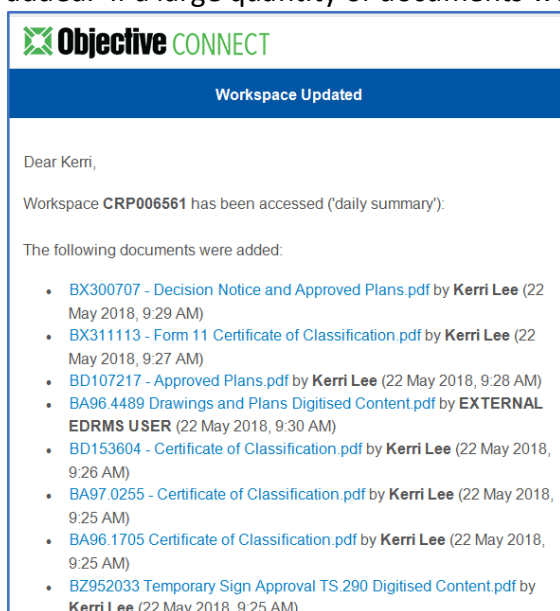 Objective CONNECT
Workspace Updated
Dear Kerri,
Workspace CRP006561 has been accessed ('daily summary'):
The following documents were added:
• BX300707 - Decision Notice and Approved Plans.pdf by Kerri Lee (22
May 2018, 9:29 AM)
• BX311113 - Form 11 Certificate of Classification.pdf by Kerri Lee (22
May 2018, 9:27 AM)
• BD107217 - Approved Plans.pdf by Kerri Lee (22 May 2018, 9:28 AM)
• BA96.4489 Drawings and Plans Digitised Content.pdf by EXTERNAL
EDRMS USER (22 May 2018, 9:30 AM)
• BD153604 - Certificate of Classification.pdf by Kerri Lee (22 May 2018,
9:26 AM)
• BA97.0255 - Certificate of Classification.pdf by Kerri Lee (22 May 2018,
9:25 AM)
• BA96.1705 Certificate of Classification.pdf by Kerri Lee (22 May 2018,
9:25 AM)
• BZ952033 Temporary Sign Approval TS.290 Digitised Content.pdf by
Kerri Lee (22 May 2018, 9:25 AM)